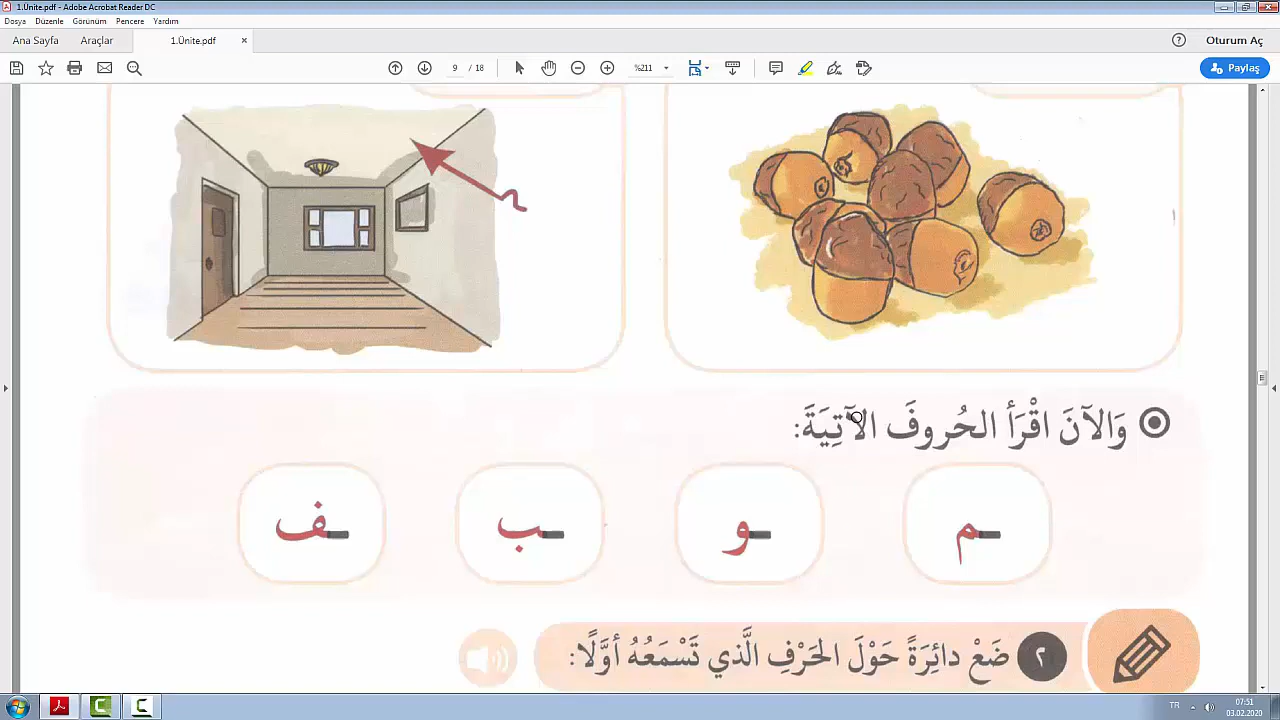 1.Ünite.pdf - Adobe Acrobat Reader DC
Dosya Düzenle Görünüm Pencere Yardım
Ana Sayfa Araçlar 1.Ünite.pdf × ? Oturum Aç
9 / 18 %211 Paylaş
وَالآنَ اقْرَأ الحُروفَ الآتِيَةَ:
ـم ـو ـب ـف
٢ ضَعْ دائِرَةً حَوْلَ الحَرْفِ الَّذي تَسْمَعُهُ أوَّلًا:
TR 07:51
03.02.2020